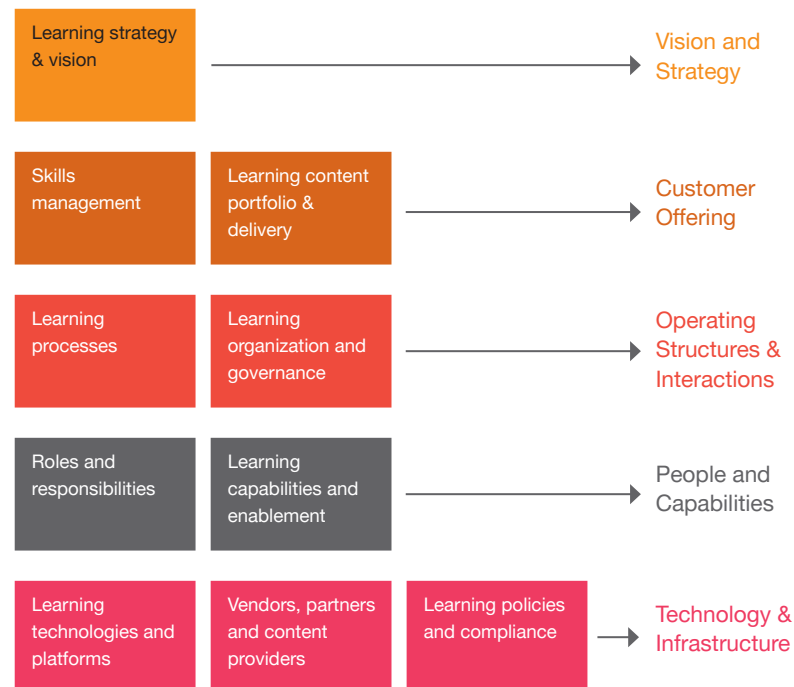 Learning strategy
& vision
Vision and
Strategy
Skills
management
Learning content
portfolio &
delivery
Customer
Offering
Learning
processes
Learning
organization and
governance
Operating
Structures &
Interactions
Roles and
responsibilities
Learning
capabilities and
enablement
People and
Capabilities
Learning
technologies and
platforms
Vendors, partners
and content
providers
Learning policies
and compliance
Technology &
Infrastructure